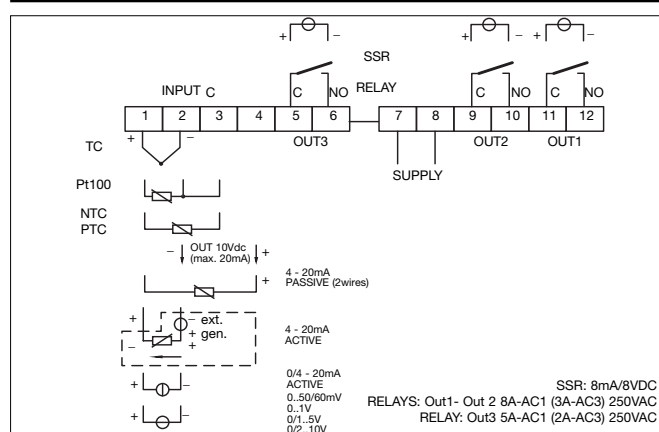 + − + − + −
SSR
INPUT C
C NO RELAY C NO C NO
1 2 3 4 5 6 7 8 9 10 11 12
+ −
TC
OUT3 OUT2 OUT1
SUPPLY
Pt100
NTC
PTC
− OUT 10Vdc +
(max. 20mA)
+ 4 - 20mA
PASSIVE (2wires)
+ − ext.
+ gen.
− +
4 - 20mA
ACTIVE
+ − 0/4 - 20mA
ACTIVE
0..50/60mV
0..1V
+ − 0/1..5V
0/2..10V
SSR: 8mA/8VDC
RELAYS: Out1- Out 2 8A-AC1 (3A-AC3) 250VAC
RELAY: Out3 5A-AC1 (2A-AC3) 250VAC